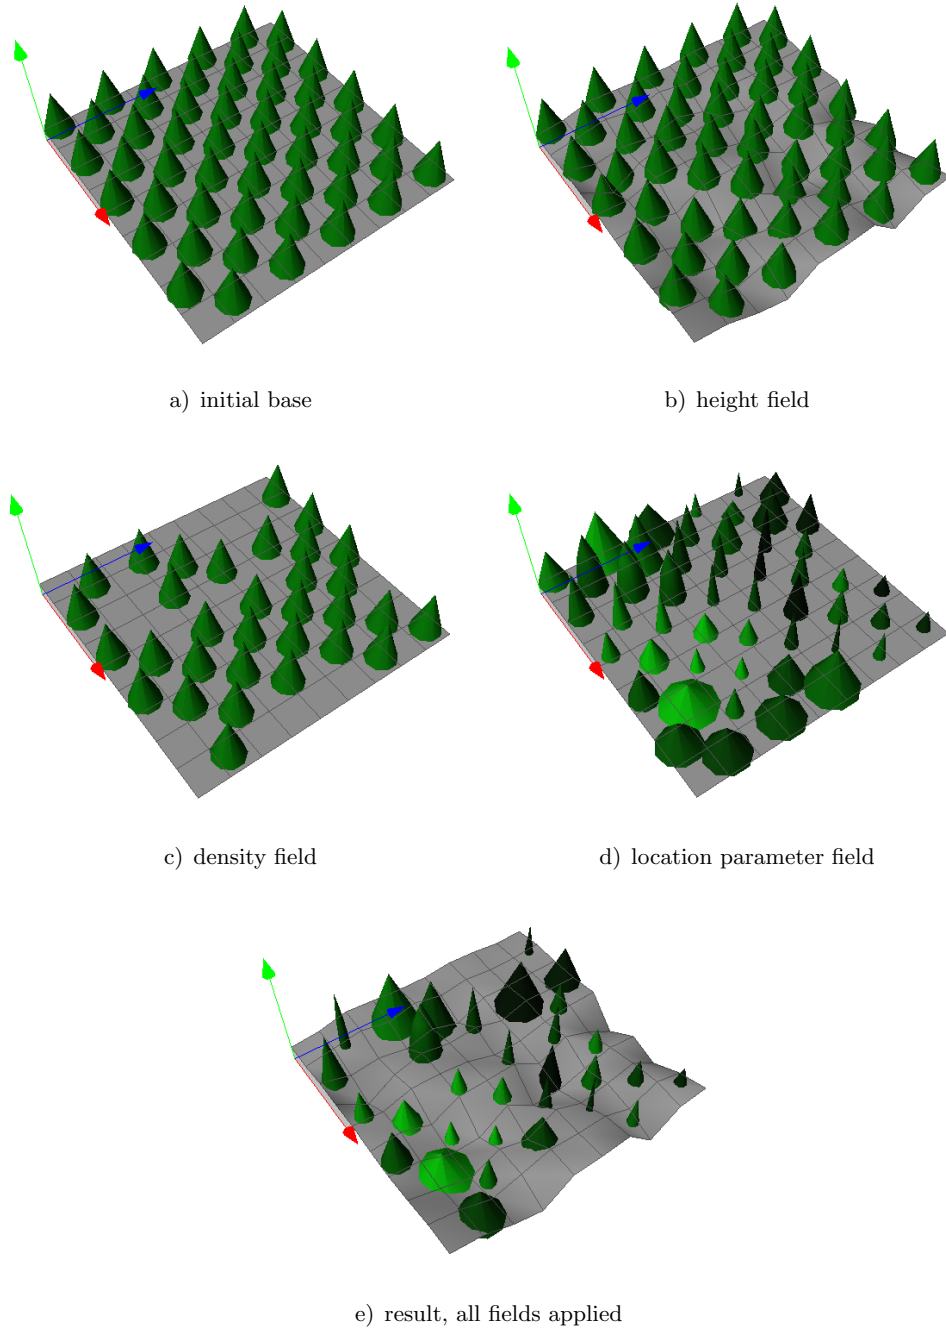 a) initial base
b) height field
c) density field
d) location parameter field
e) result, all fields applied